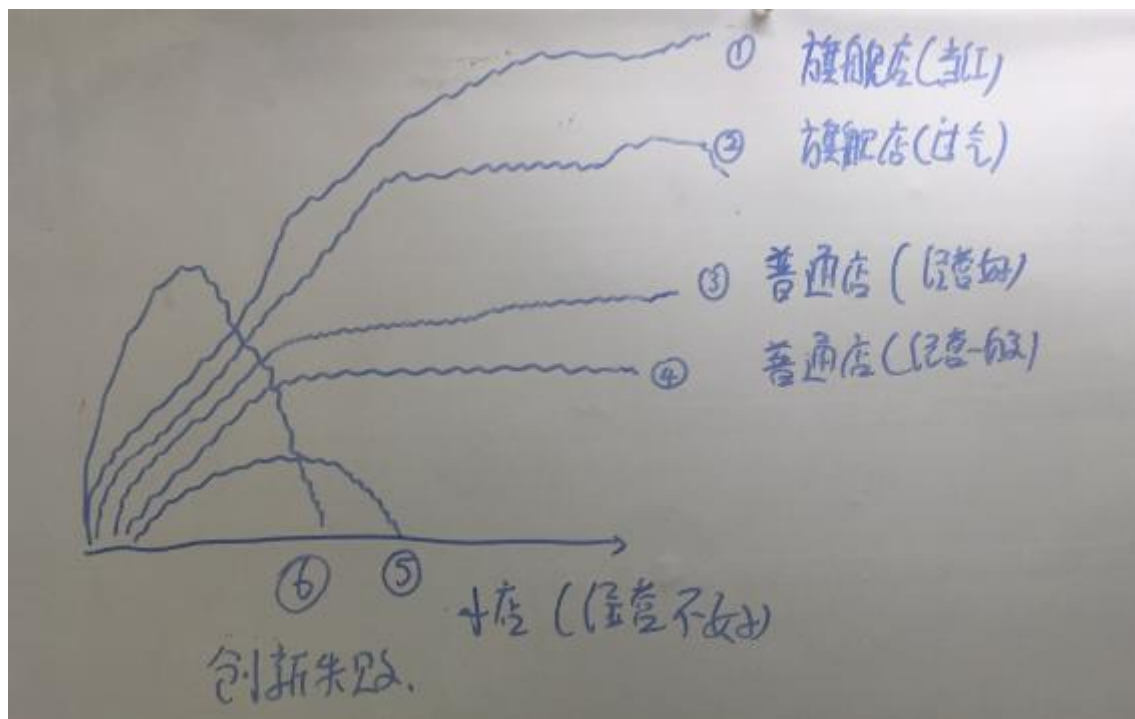 ① 旗舰店(当红)
② 旗舰店(过气)
③ 普通店(经营好)
④ 普通店(经营一般)
⑥ ⑤
小店(经营不好)
创新失败.